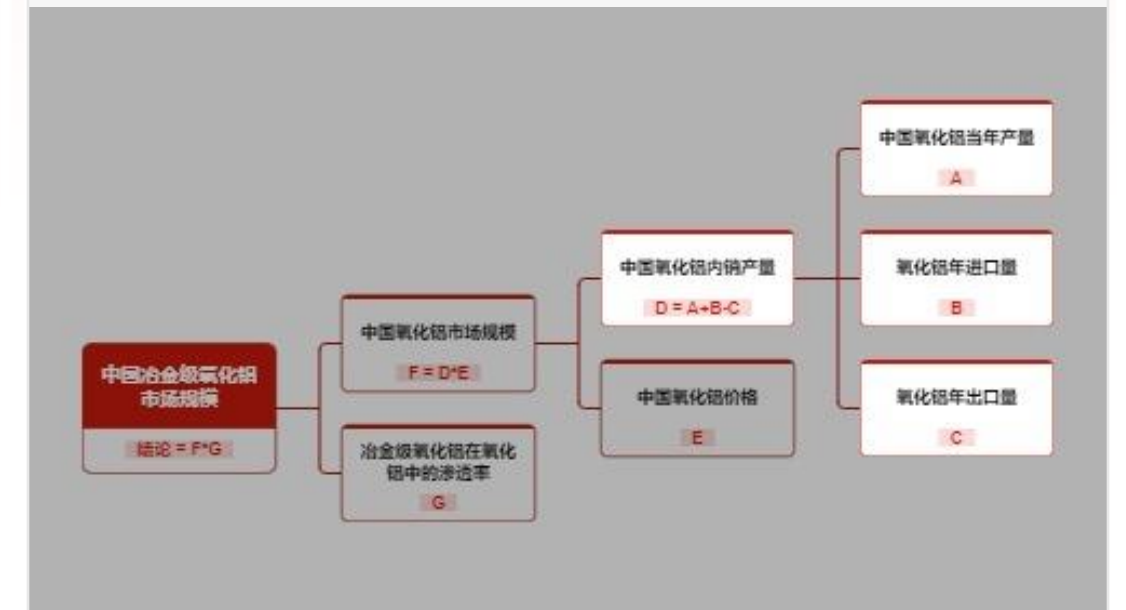 中国冶金级氧化铝
市场规模
结论 = F*G
中国氧化铝市场规模
F = D*E
冶金级氧化铝在氧化
铝中的渗透率
G
中国氧化铝内销产量
D = A+B-C
中国氧化铝价格
E
中国氧化铝当年产量
A
氧化铝年进口量
B
氧化铝年出口量
C